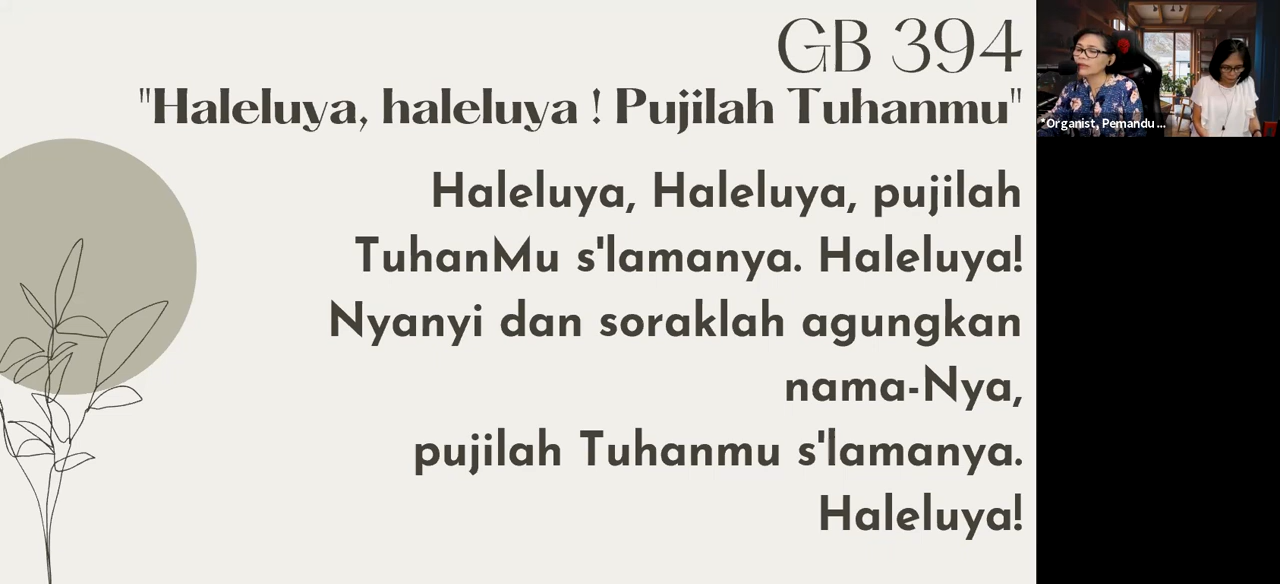 GB 394
"Haleluya, haleluya ! Pujilah Tuhanmu"
Haleluya, Haleluya, pujilah
TuhanMu s'lamanya. Haleluya!
Nyanyi dan soraklah agungkan
nama-Nya,
pujilah Tuhanmu s'lamanya.
Haleluya!
*Organist, Pemandu ...